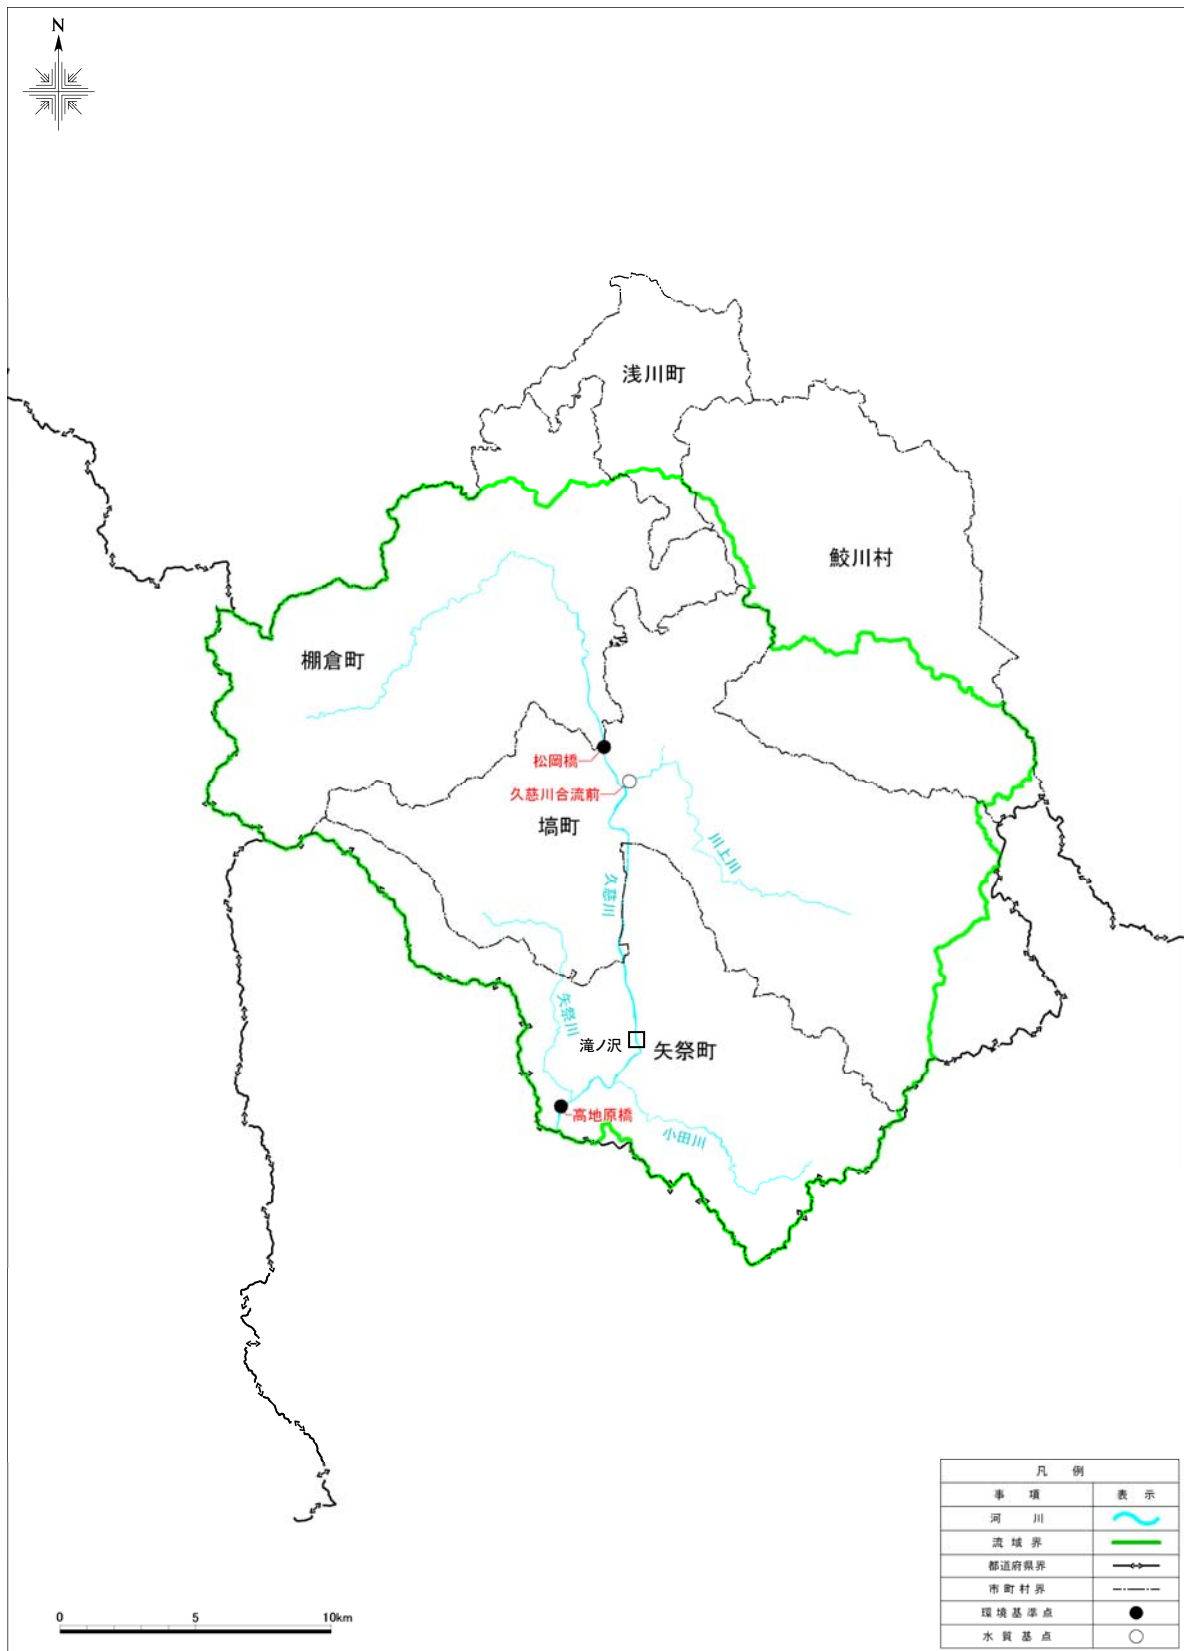 N
浅川町
鮫川村
棚倉町
松岡橋
久慈川合流前
塙町
川上川
久慈川
矢祭川
滝ノ沢
矢祭町
高地原橋
小田川
凡 例
事 項 表 示
河 川
流 域 界
都道府県界
市 町 村 界
環 境 基 準 点
水 質 基 点
0 5 10km